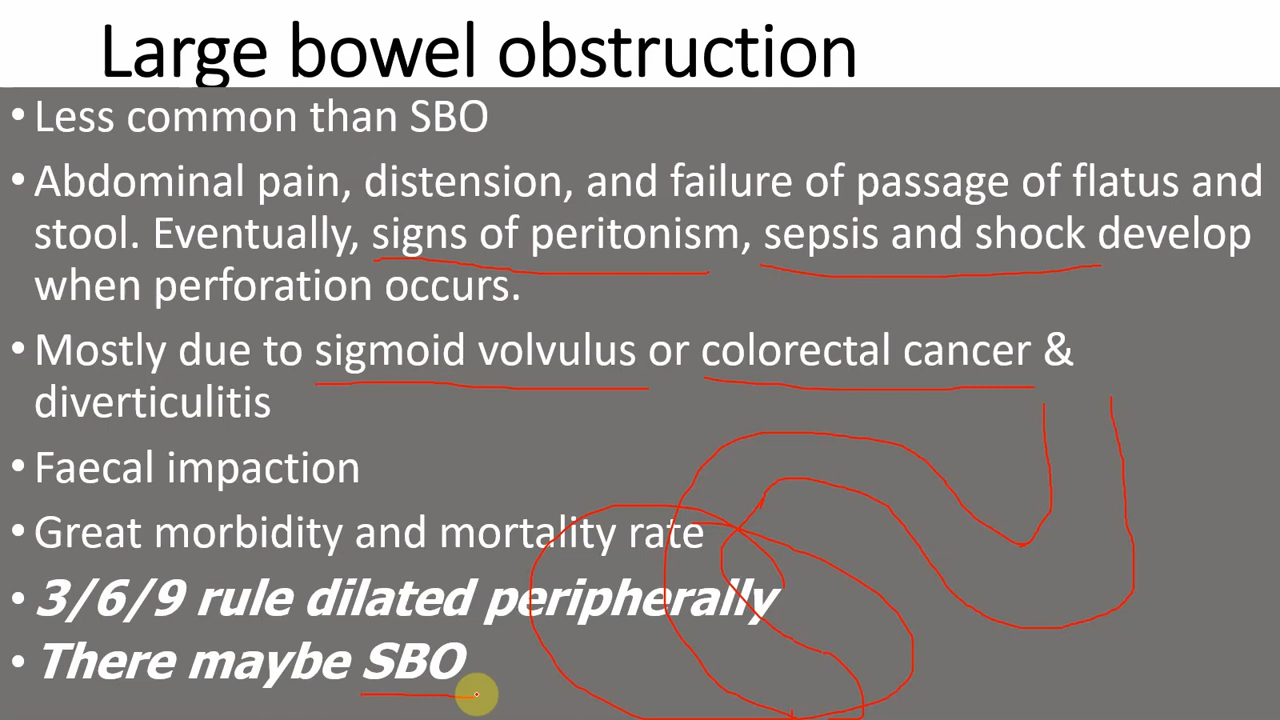 Large bowel obstruction
• Less common than SBO
• Abdominal pain, distension, and failure of passage of flatus and
stool. Eventually, signs of peritonism, sepsis and shock develop
when perforation occurs.
• Mostly due to sigmoid volvulus or colorectal cancer &
diverticulitis
• Faecal impaction
• Great morbidity and mortality rate
• 3/6/9 rule dilated peripherally
• There maybe SBO